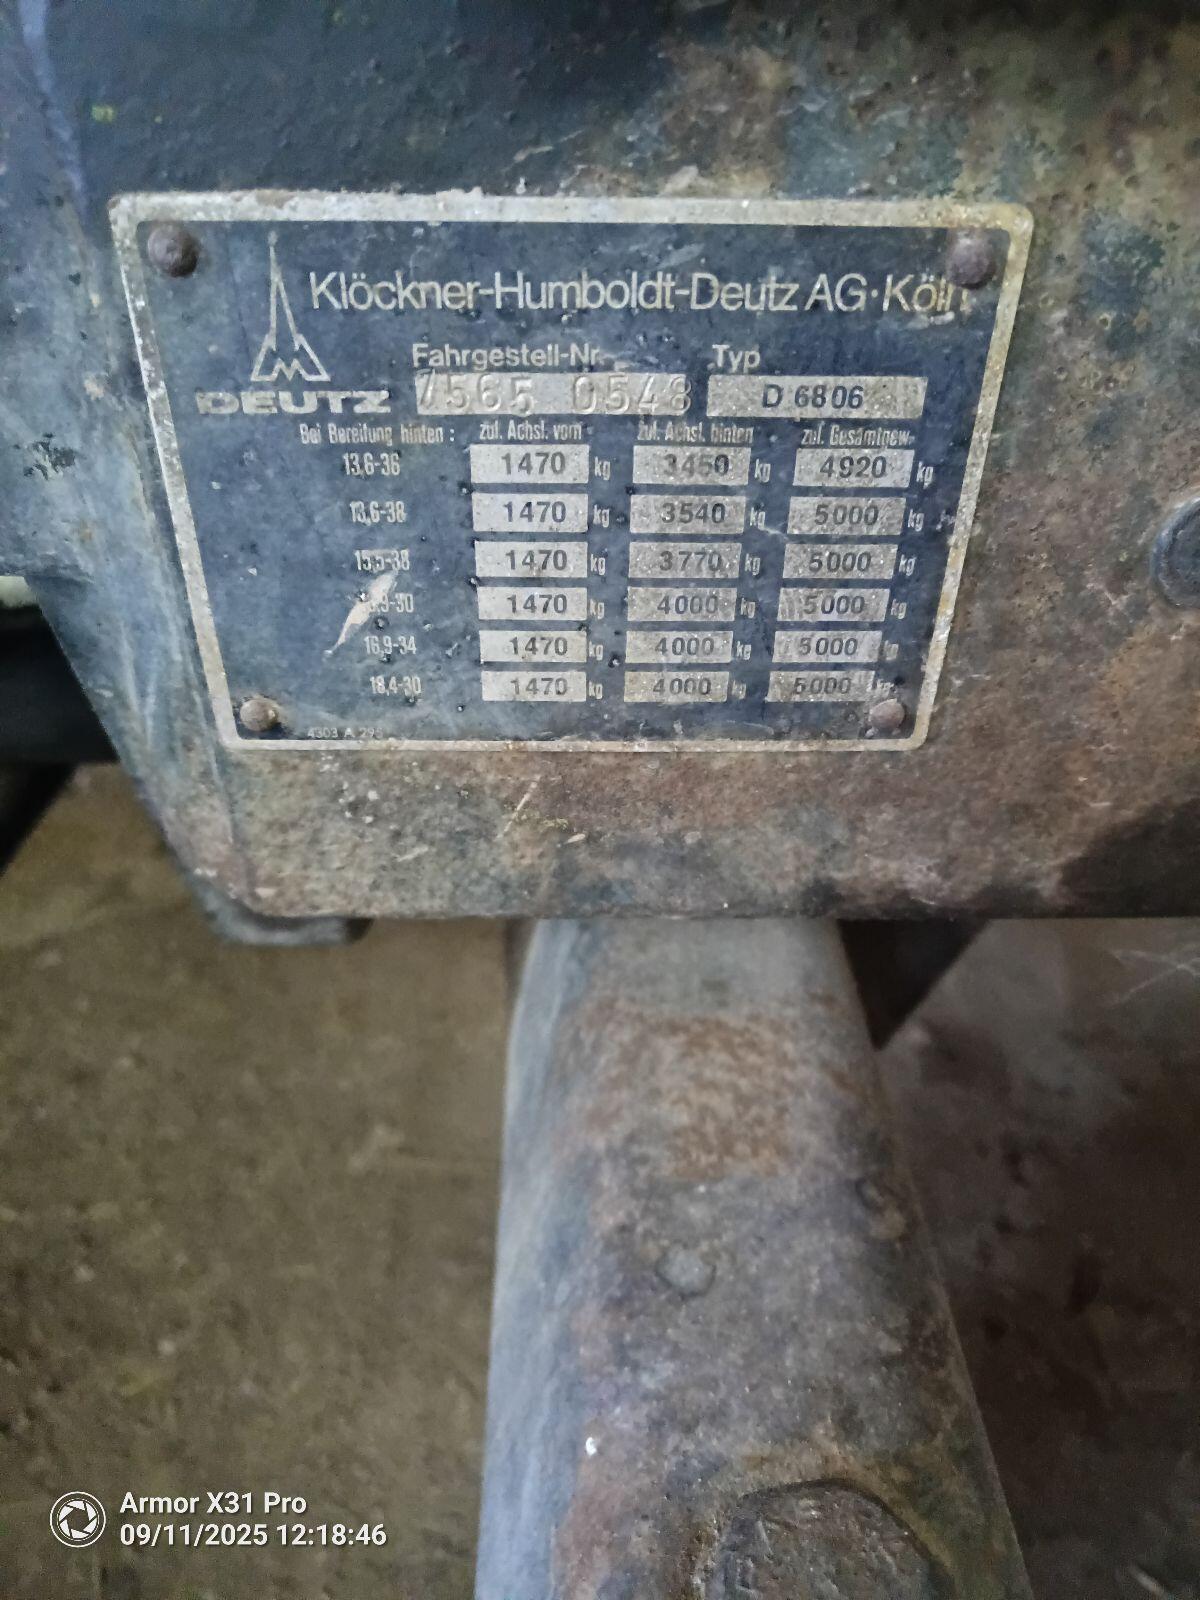 Klöckner-Humboldt-Deutz AG·Köln
Fahrgestell-Nr. Typ
DEUTZ 7565 0548 D 6806
Bei Bereifung hinten: zul. Achsl. vorn zul. Achsl. hinten zul. Gesamtgew.
13,6-36 1470 kg 3450 kg 4920 kg
13,6-38 1470 kg 3540 kg 5000 kg
15,5-38 1470 kg 3770 kg 5000 kg
9-30 1470 kg 4000 kg 5000 kg
16,9-34 1470 kg 4000 kg 5000 kg
18,4-30 1470 kg 4000 kg 5000 kg
4303 A 295
Armor X31 Pro
09/11/2025 12:18:46